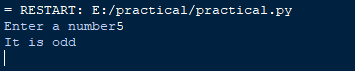 = RESTART: E:/practical/practical.py
Enter a number5
It is odd